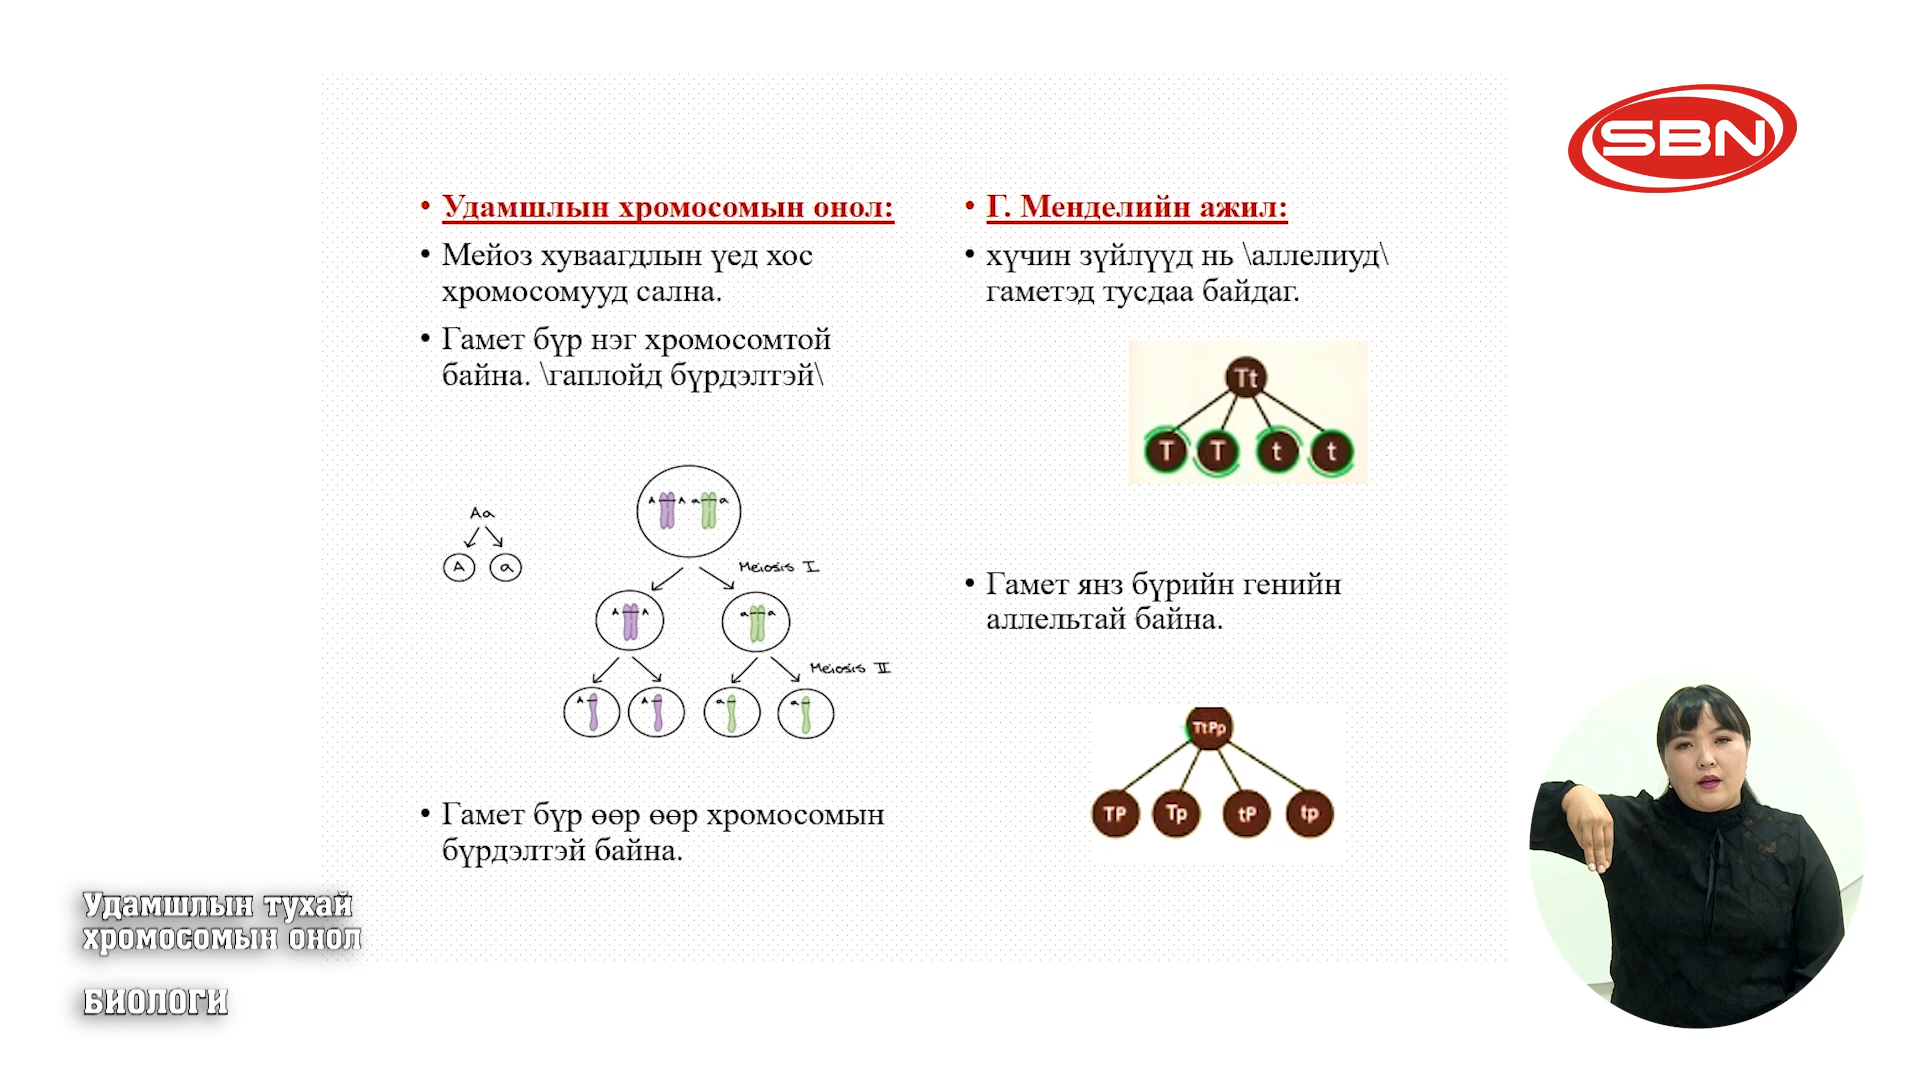 SBN
• Удамшлын хромосомын онол:
• Мейоз хуваагдлын үед хос
хромосомууд сална.
• Гамет бүр нэг хромосомтой
байна. \гаплойд бүрдэлтэй\
Aa
A a
A A a a
Meiosis I
A A a a
Meiosis II
A A a a
• Гамет бүр өөр өөр хромосомын
бүрдэлтэй байна.
• Г. Менделийн ажил:
• хүчин зүйлүүд нь \аллелиуд\
гаметэд тусдаа байдаг.
Tt
T T t t
• Гамет янз бүрийн генийн
аллельтай байна.
TtPp
TP Tp tP tp
Удамшлын тухай
хромосомын онол
БИОЛОГИ